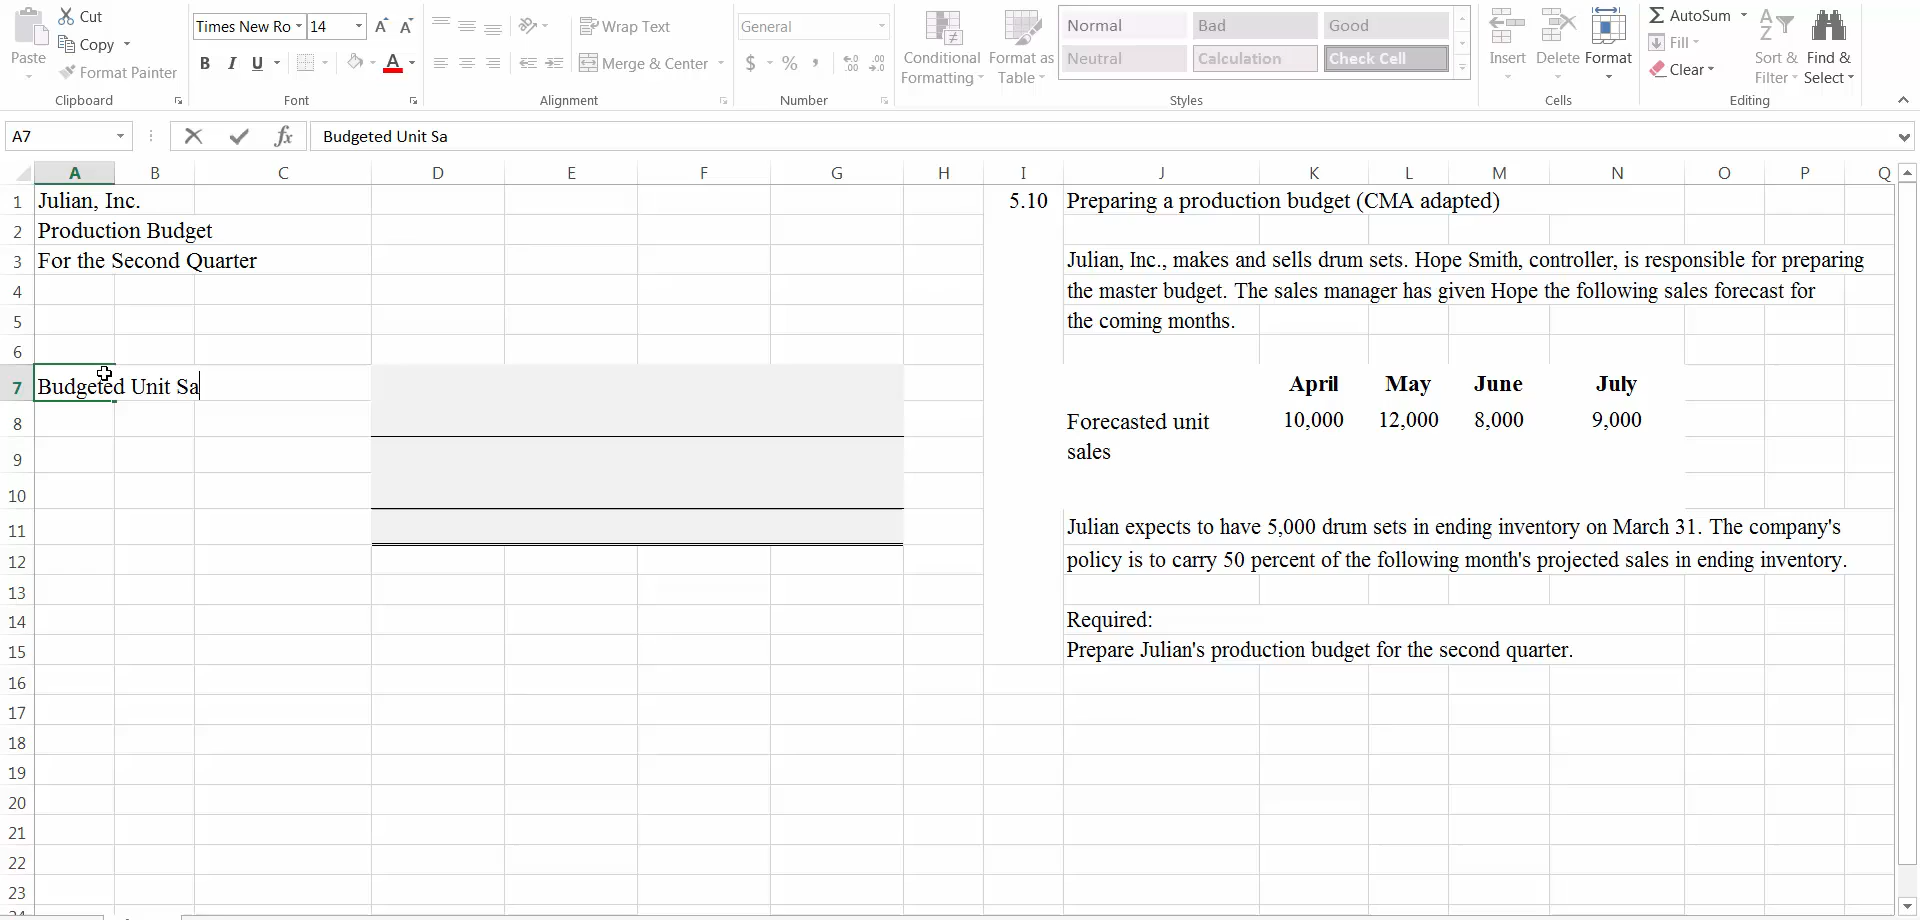 Cut
Times New Ro 14
Wrap Text
General
Normal Bad Good
AutoSum
Copy
Fill
Paste
Format Painter
B I U A
Merge & Center
$ % ,
Conditional Formatting
Format as Table
Neutral Calculation Check Cell
Insert Delete Format
Clear
Sort & Filter
Find & Select
Clipboard Font Alignment Number Styles Cells Editing
A7 fx Budgeted Unit Sa
A B C D E F G H I J K L M N O P Q
1 Julian, Inc. 5.10 Preparing a production budget (CMA adapted)
2 Production Budget
3 For the Second Quarter Julian, Inc., makes and sells drum sets. Hope Smith, controller, is responsible for preparing
4 the master budget. The sales manager has given Hope the following sales forecast for
5 the coming months.
6
7 Budgeted Unit Sa April May June July
8 Forecasted unit 10,000 12,000 8,000 9,000
9 sales
10
11 Julian expects to have 5,000 drum sets in ending inventory on March 31. The company's
12 policy is to carry 50 percent of the following month's projected sales in ending inventory.
13
14 Required:
15 Prepare Julian's production budget for the second quarter.
16
17
18
19
20
21
22
23